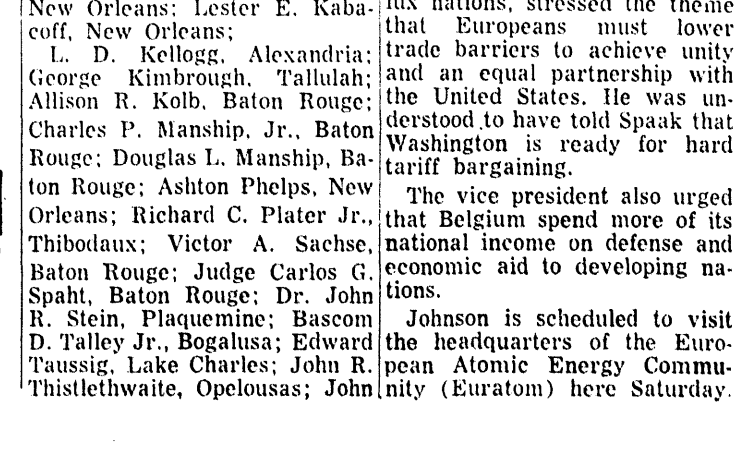 New Orleans; Lester E. Kaba-
coff, New Orleans;
L. D. Kellogg, Alexandria;
George Kimbrough, Tallulah;
Allison R. Kolb, Baton Rouge;
Charles P. Manship, Jr., Baton
Rouge; Douglas L. Manship, Ba-
ton Rouge; Ashton Phelps, New
Orleans; Richard C. Plater Jr.,
Thibodaux; Victor A. Sachse,
Baton Rouge; Judge Carlos G.
Spaht, Baton Rouge; Dr. John
R. Stein, Plaquemine; Bascom
D. Talley Jr., Bogalusa; Edward
Taussig, Lake Charles; John R.
Thistlethwaite, Opelousas; John
lux nations, stressed the theme
that Europeans must lower
trade barriers to achieve unity
and an equal partnership with
the United States. He was un-
derstood to have told Spaak that
Washington is ready for hard
tariff bargaining.
The vice president also urged
that Belgium spend more of its
national income on defense and
economic aid to developing na-
tions.
Johnson is scheduled to visit
the headquarters of the Euro-
pean Atomic Energy Commu-
nity (Euratom) here Saturday.